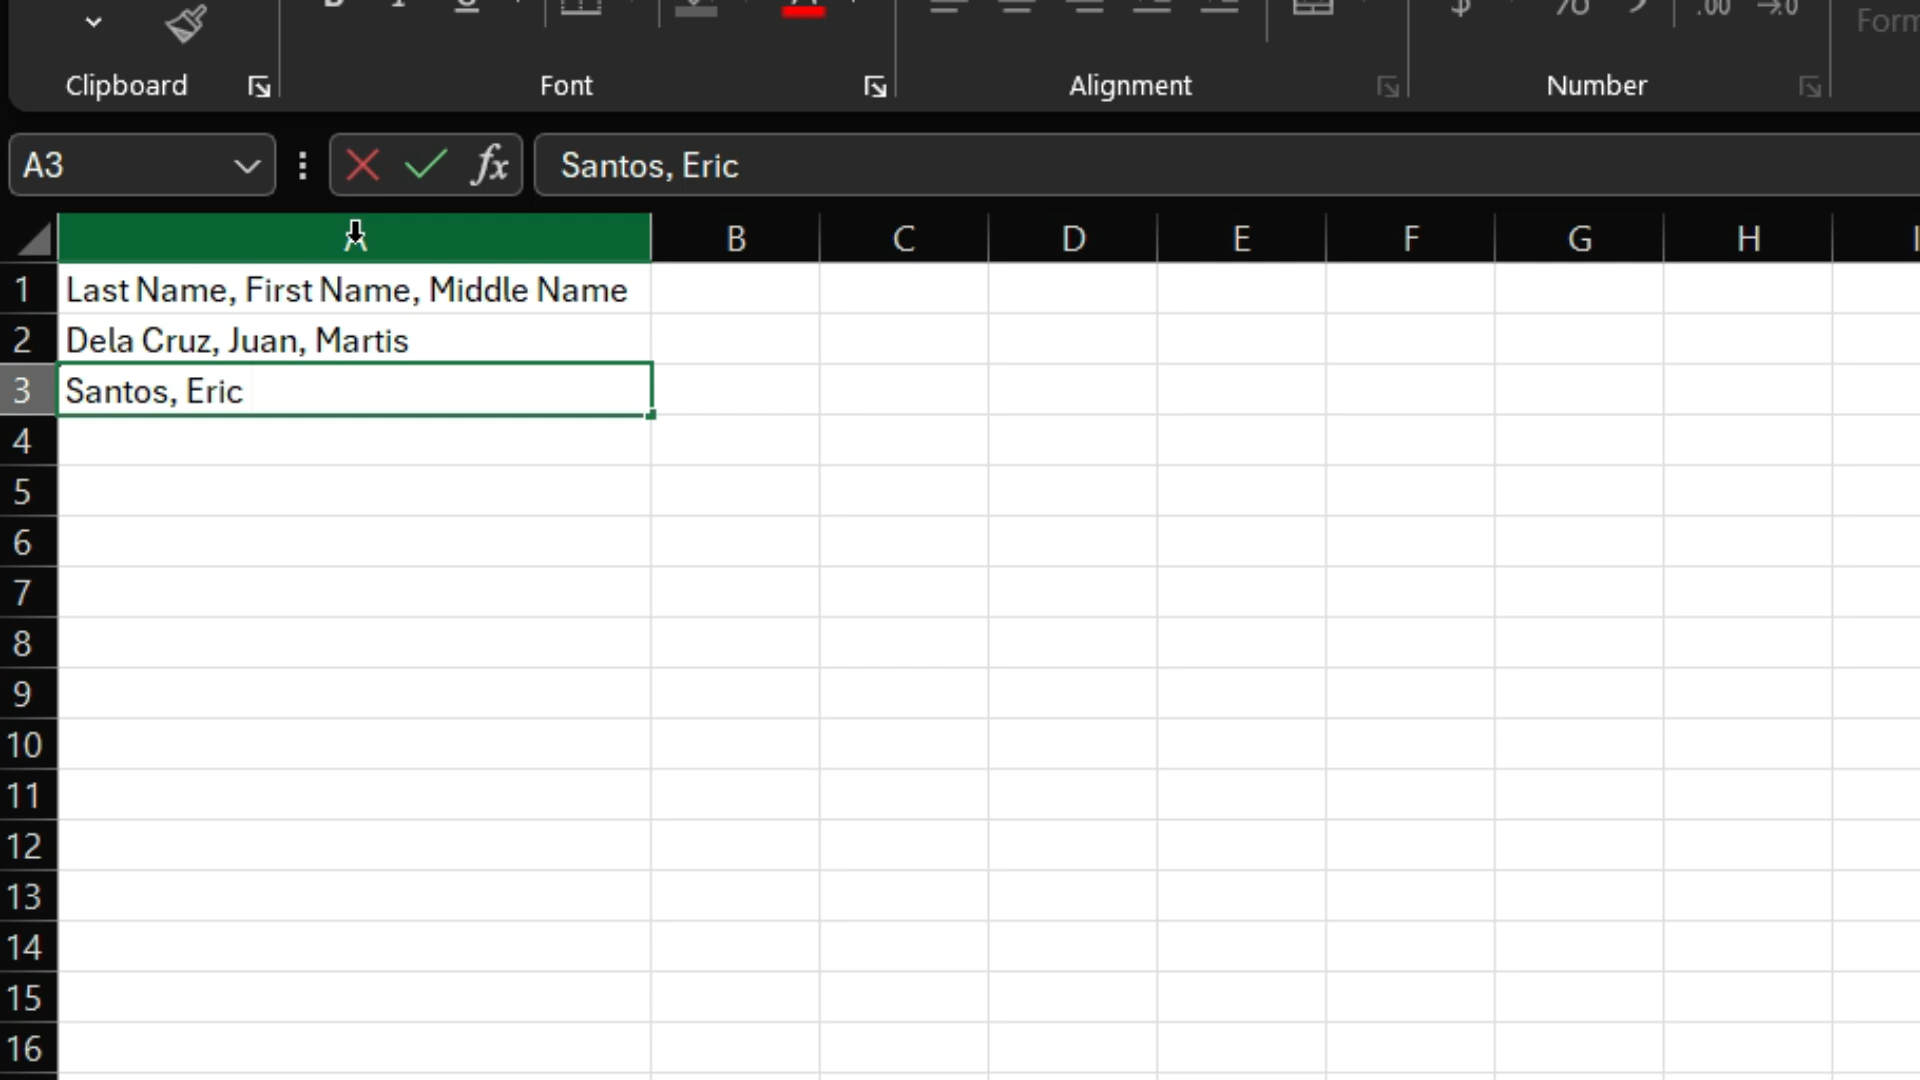 Clipboard Font Alignment Number
A3 fx Santos, Eric
A B C D E F G H
1 Last Name, First Name, Middle Name
2 Dela Cruz, Juan, Martis
3 Santos, Eric
4
5
6
7
8
9
10
11
12
13
14
15
16